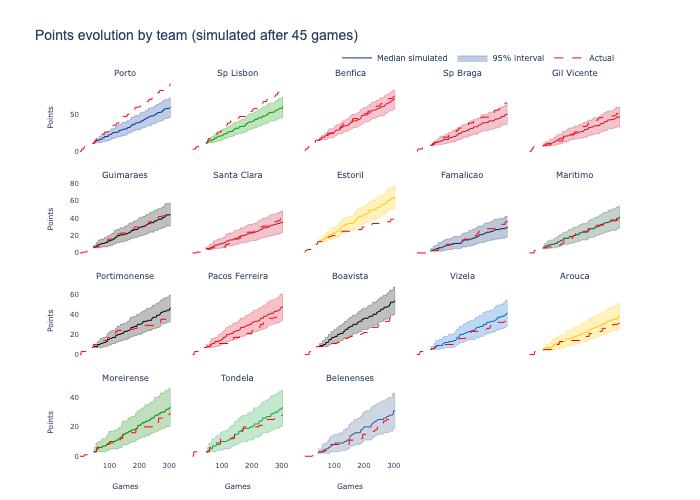 Points evolution by team (simulated after 45 games)
Median simulated 95% interval Actual
Porto Sp Lisbon Benfica Sp Braga Gil Vicente
Points
50
0
Guimaraes Santa Clara Estoril Famalicao Maritimo
Points
80
60
40
20
0
Portimonense Pacos Ferreira Boavista Vizela Arouca
Points
60
40
20
0
Moreirense Tondela Belenenses
Points
40
20
0
100 200 300 100 200 300 100 200 300
Games Games